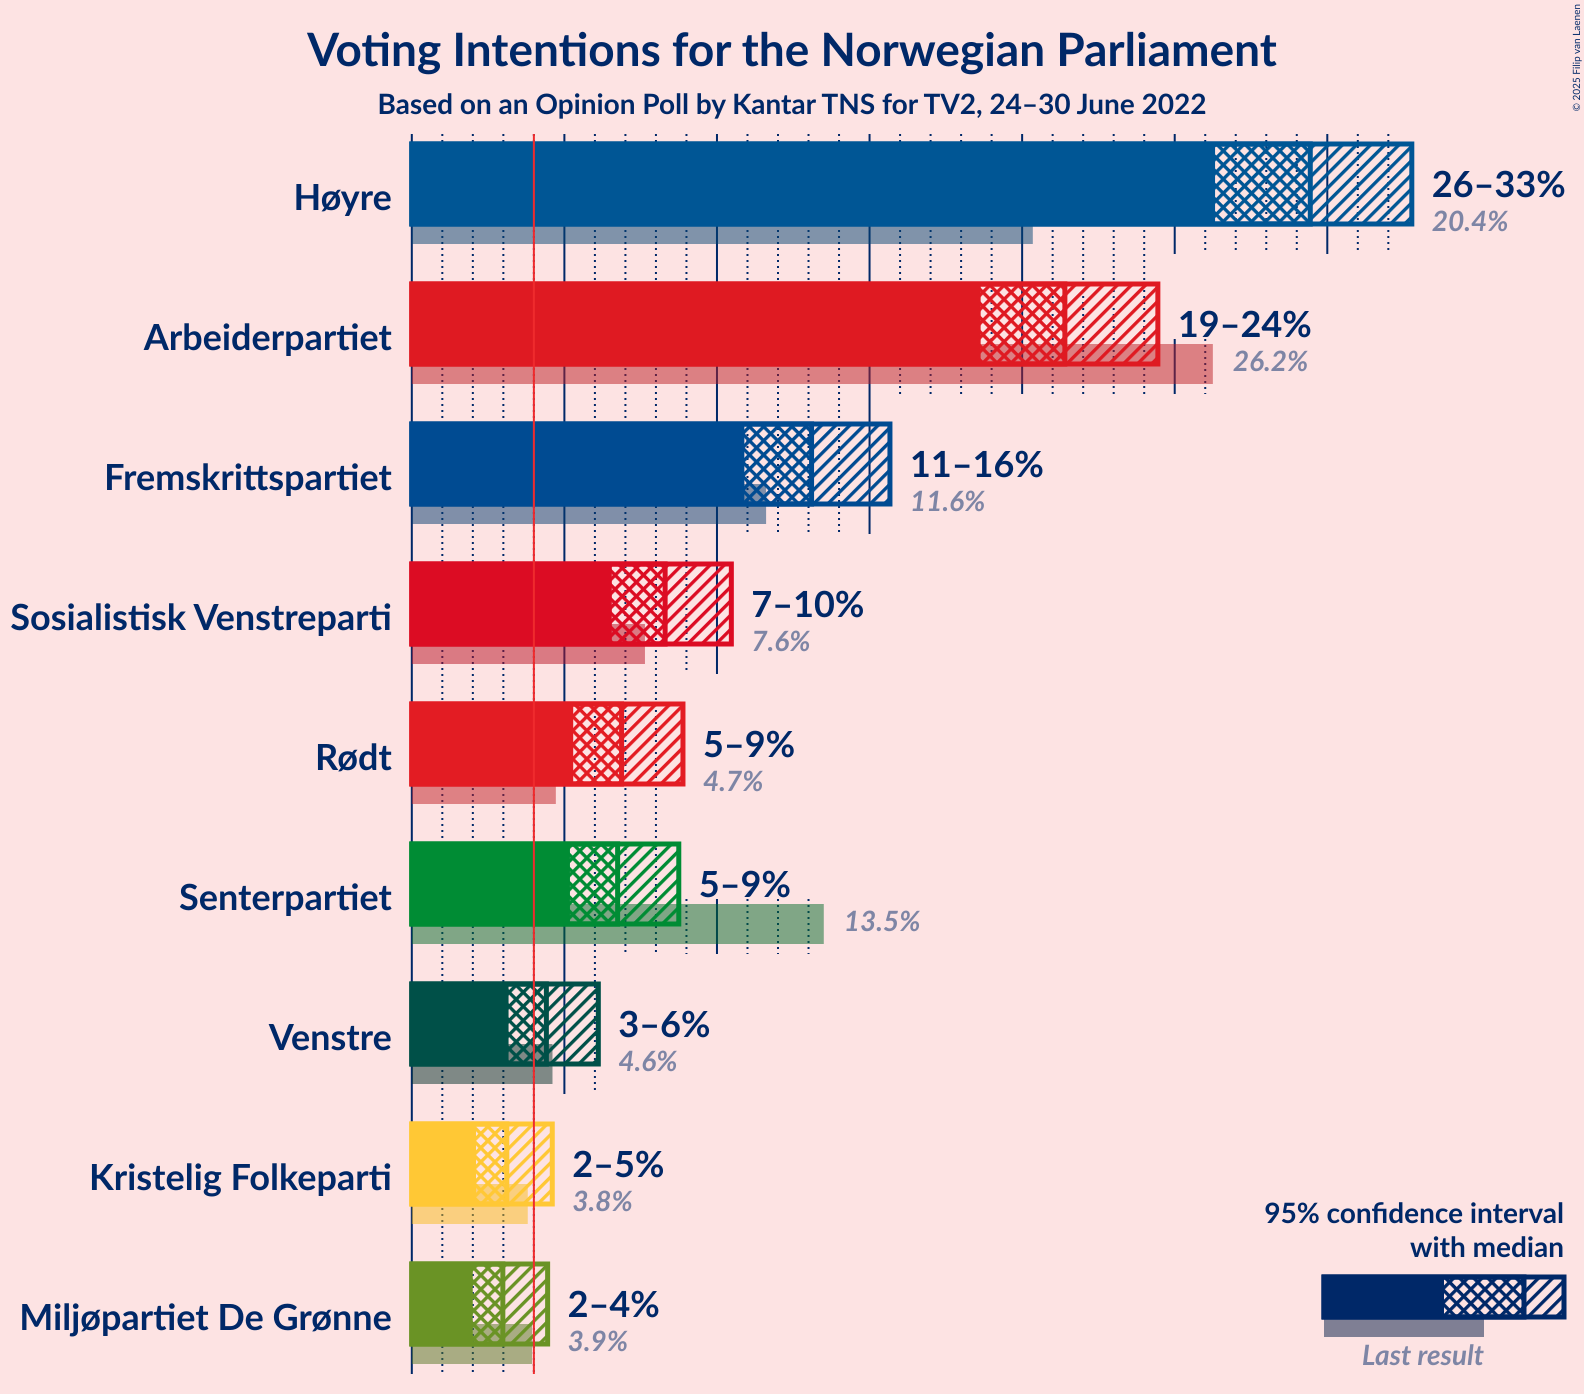 Voting Intentions for the Norwegian Parliament
Based on an Opinion Poll by Kantar TNS for TV2, 24–30 June 2022
© 2025 Filip van Laenen
Høyre
26–33%
20.4%
Arbeiderpartiet
19–24%
26.2%
Fremskrittspartiet
11–16%
11.6%
Sosialistisk Venstreparti
7–10%
7.6%
Rødt
5–9%
4.7%
Senterpartiet
5–9%
13.5%
Venstre
3–6%
4.6%
Kristelig Folkeparti
2–5%
3.8%
Miljøpartiet De Grønne
2–4%
3.9%
95% confidence interval
with median
Last result